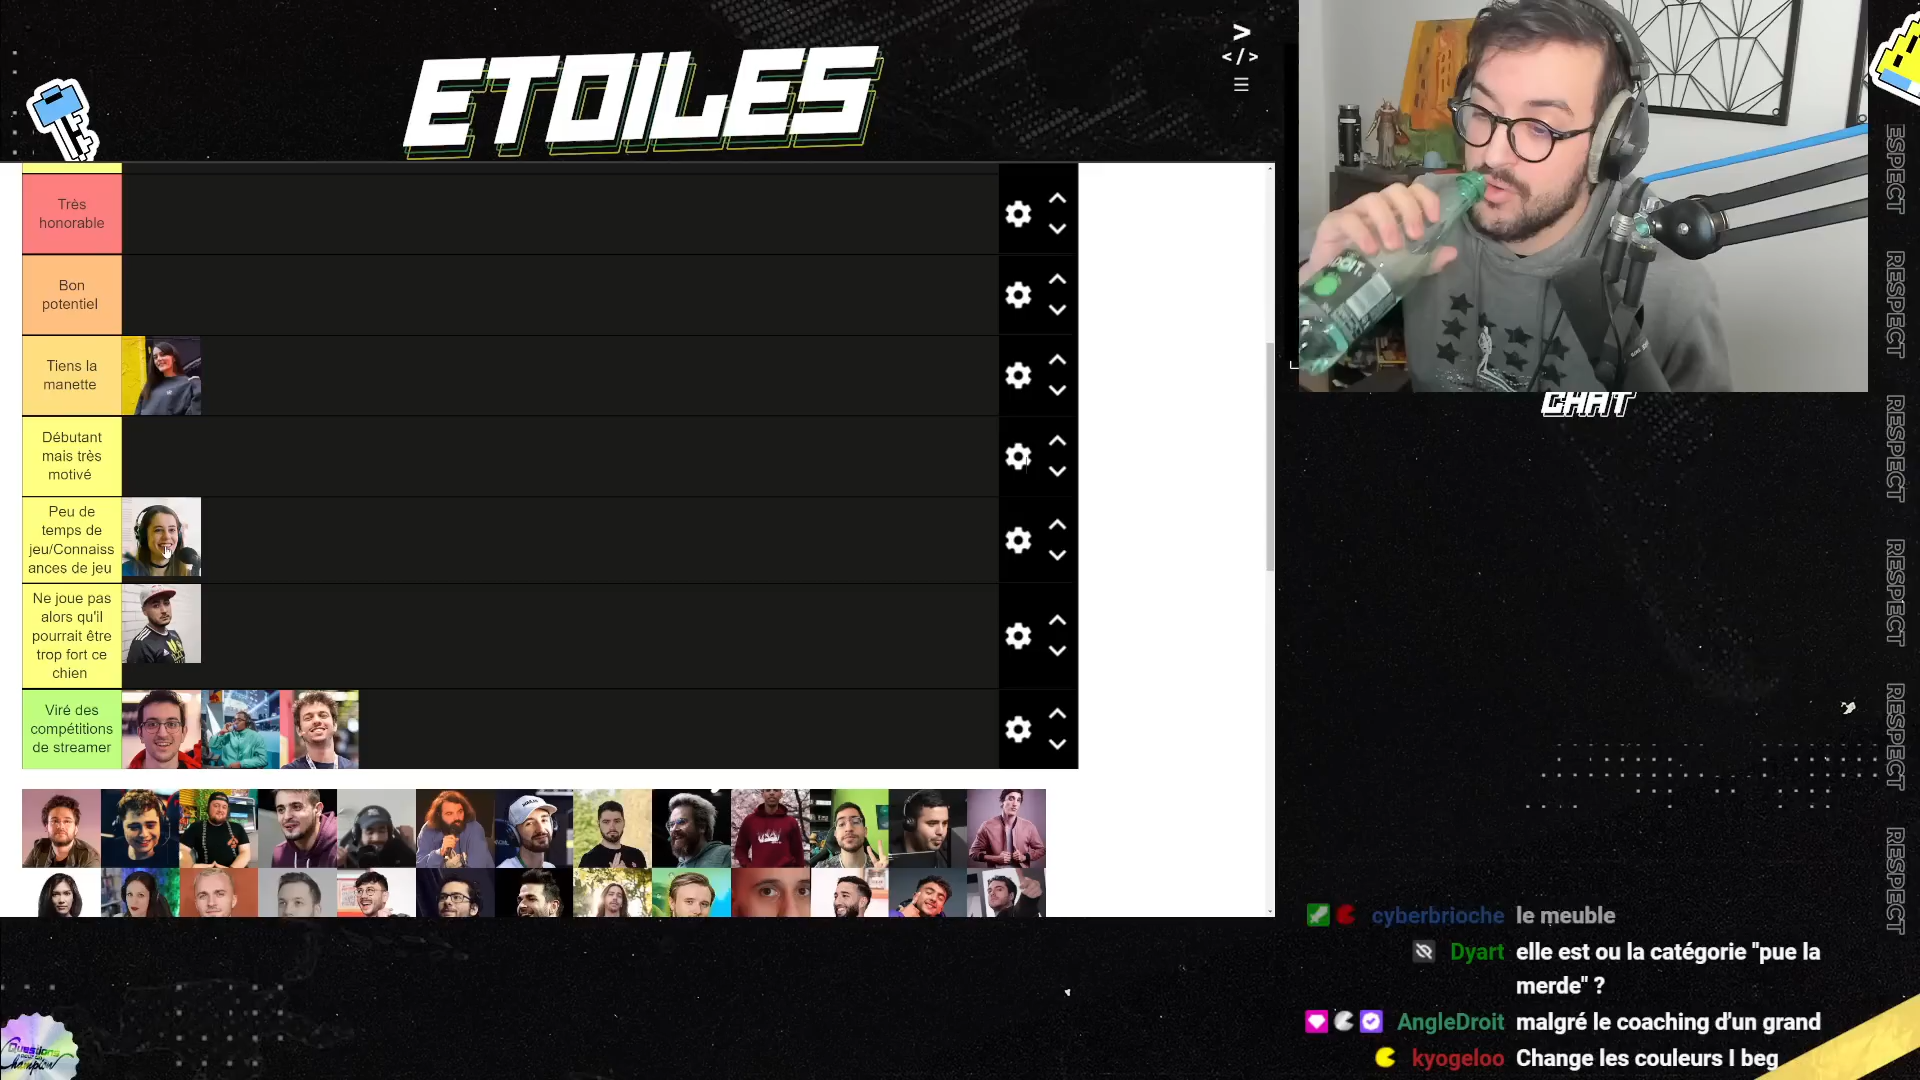 ETOILES
>
</>
Très
honorable
Bon
potentiel
Tiens la
manette
Débutant
mais très
motivé
Peu de
temps de
jeu/Connaiss
ances de jeu
Ne joue pas
alors qu'il
pourrait être
trop fort ce
chien
Viré des
compétitions
de streamer
CHAT
cyberbrioche le meuble
Dyart elle est ou la catégorie "pue la
merde" ?
AngleDroit malgré le coaching d'un grand
kyogeloo Change les couleurs I beg
ESPECT
RESPECT
RESPECT
RESPECT
RESPECT
RESPECT
Questions
Champion